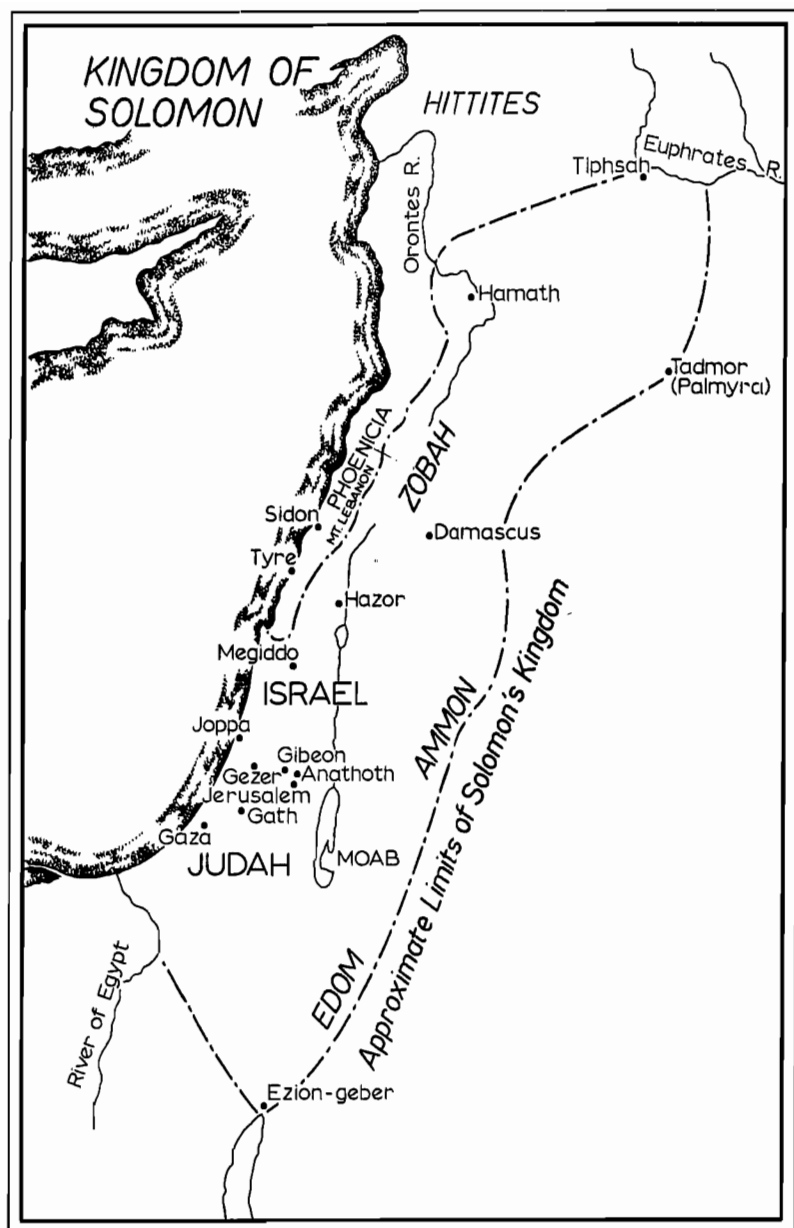 KINGDOM OF
SOLOMON
HITTITES
Euphrates R.
Tiphsah
Orontes R.
Hamath
Tadmor
(Palmyra)
PHOENICIA
MT. LEBANON
ZOBAH
Sidon
Damascus
Tyre
Hazor
Megiddo
ISRAEL
Joppa
AMMON
Approximate Limits of Solomon's Kingdom
Gibeon
Gezer
Anathoth
Jerusalem
Gath
Gaza
JUDAH
MOAB
EDOM
River of Egypt
Ezion-geber